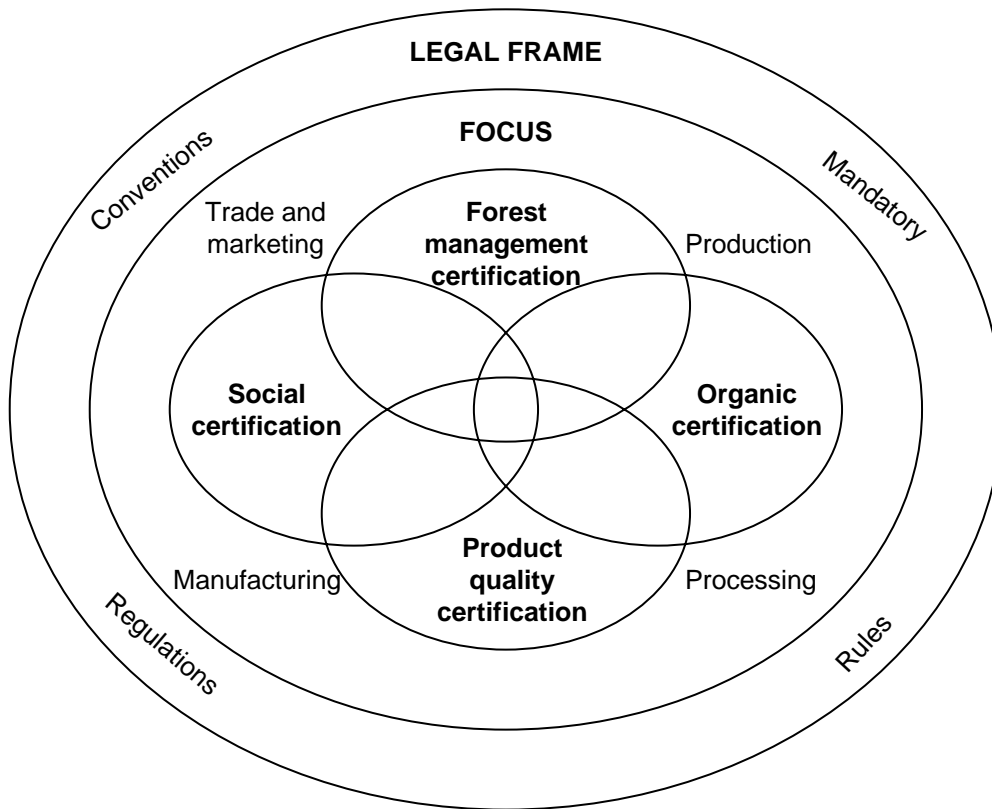 LEGAL FRAME
FOCUS
Conventions
Mandatory
Trade and
marketing
Forest
management
certification
Production
Social
certification
Organic
certification
Manufacturing
Product
quality
certification
Processing
Regulations
Rules